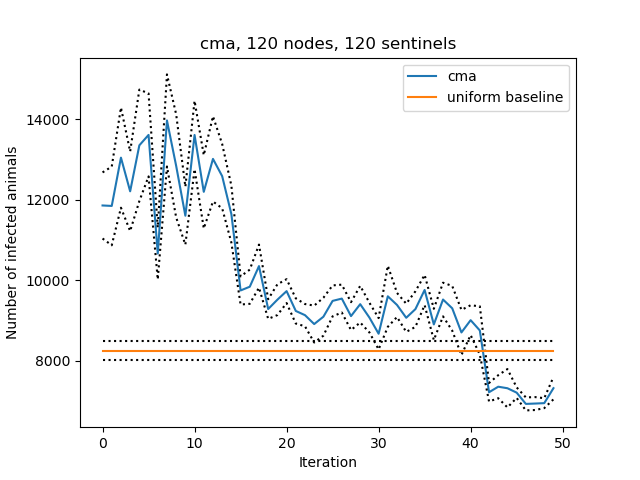 cma, 120 nodes, 120 sentinels
cma
uniform baseline
14000
12000
10000
8000
Number of infected animals
0 10 20 30 40 50
Iteration